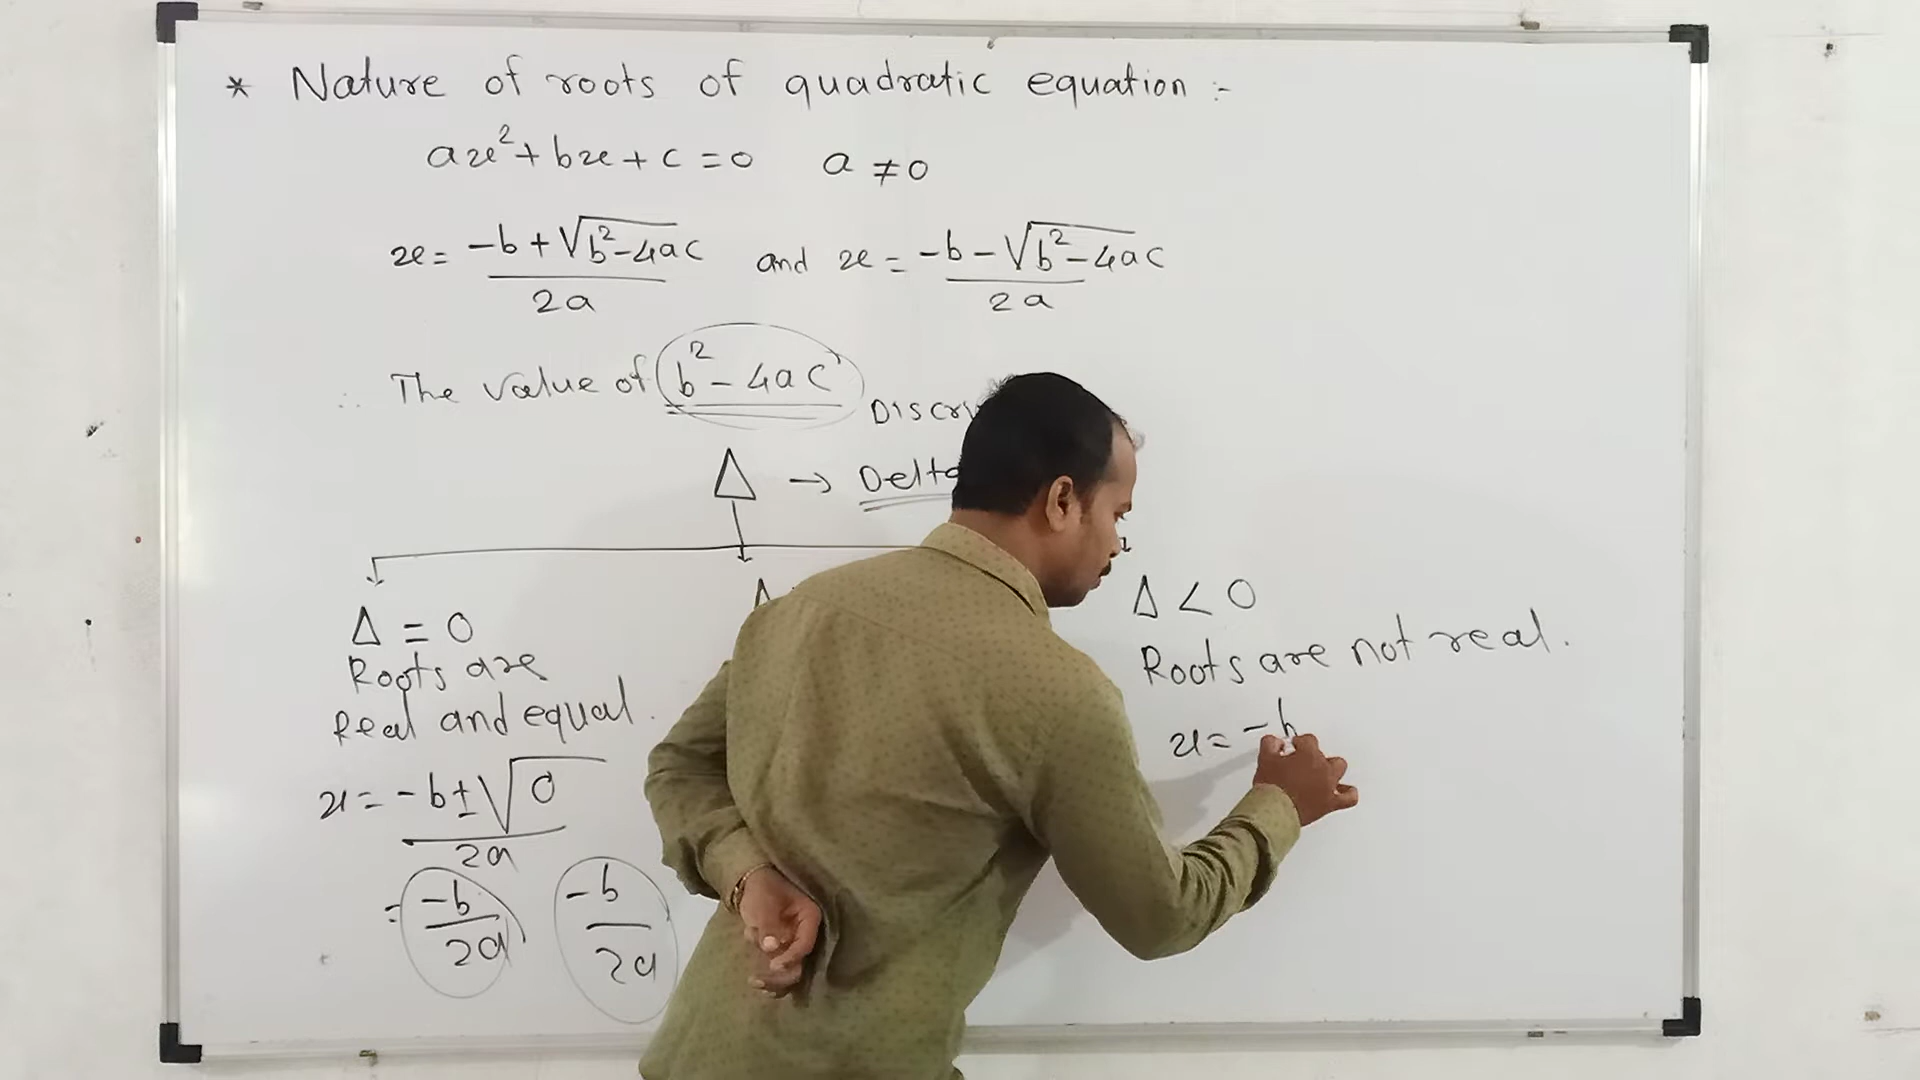 * Nature of roots of quadratic equation :-
ax²+bx+c=0 a ≠0
x= -b+√b²-4ac / 2a and x= -b-√b²-4ac / 2a
∴ The value of b²-4ac
△ → Delta
Δ = 0
Roots are
Real and equal.
x= -b±√0 / 2a
= -b/2a -b/2a
Δ < 0
Roots are not real.
x= -b